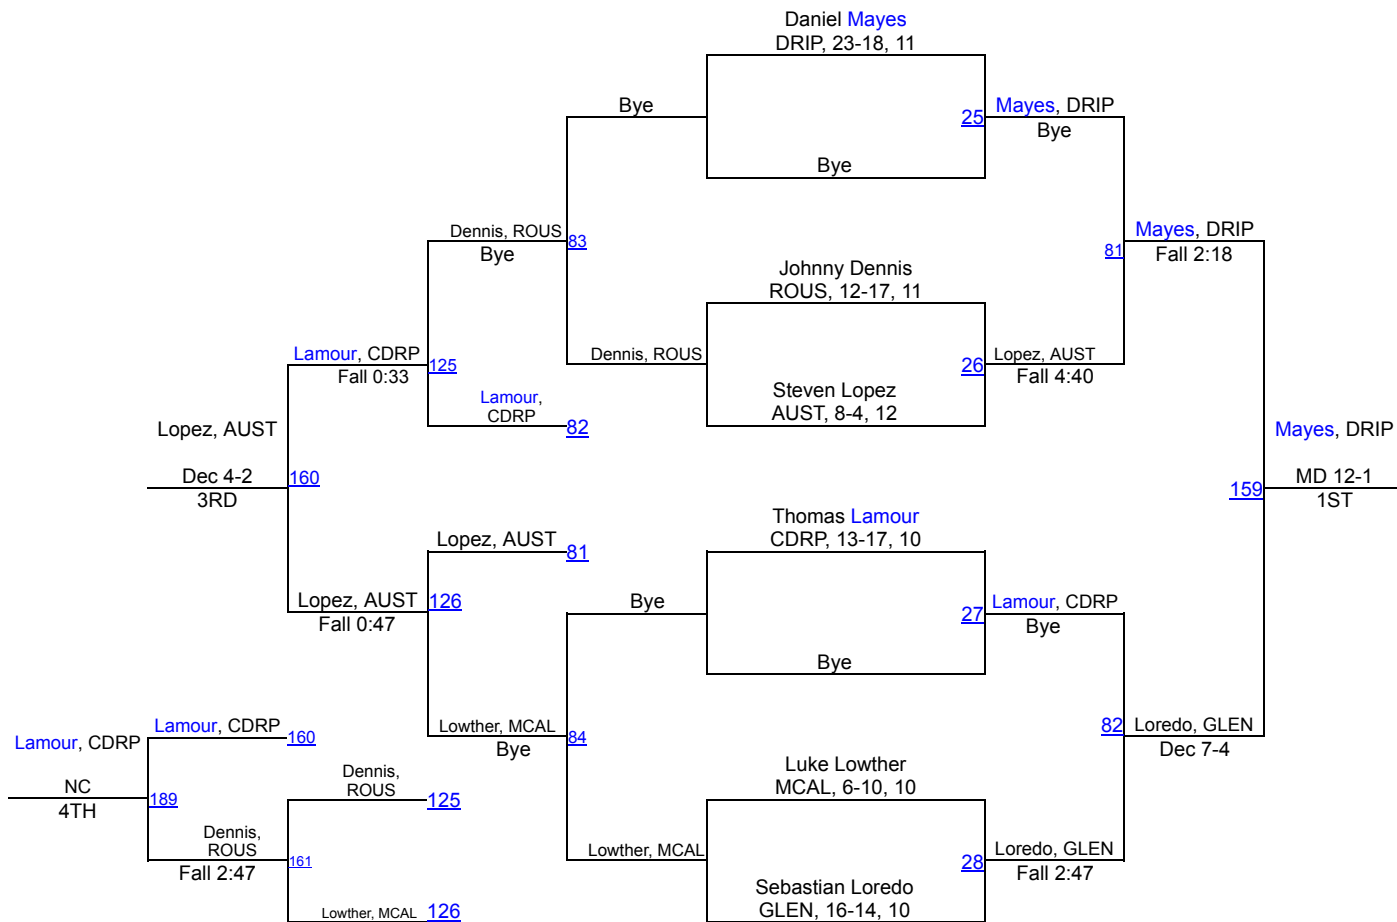 Daniel Mayes
DRIP, 23-18, 11
Bye
25
Mayes, DRIP
Bye
Bye
Dennis, ROUS
Bye
83
Mayes, DRIP
81
Fall 2:18
Johnny Dennis
ROUS, 12-17, 11
Dennis, ROUS
26
Lopez, AUST
Fall 4:40
Lamour, CDRP
Fall 0:33
125
Steven Lopez
AUST, 8-4, 12
Lamour,
CDRP
82
Lopez, AUST
Dec 4-2
3RD
160
Mayes, DRIP
159
MD 12-1
1ST
Thomas Lamour
CDRP, 13-17, 10
Lopez, AUST
81
Lopez, AUST
Fall 0:47
126
Bye
27
Lamour, CDRP
Bye
Bye
Lamour, CDRP
Lamour, CDRP
160
Lowther, MCAL
Bye
84
82
Loredo, GLEN
Dec 7-4
NC
4TH
189
Dennis,
ROUS
125
Luke Lowther
MCAL, 6-10, 10
Dennis,
ROUS
Fall 2:47
161
Lowther, MCAL
28
Loredo, GLEN
Fall 2:47
Sebastian Loredo
GLEN, 16-14, 10
Lowther, MCAL
126